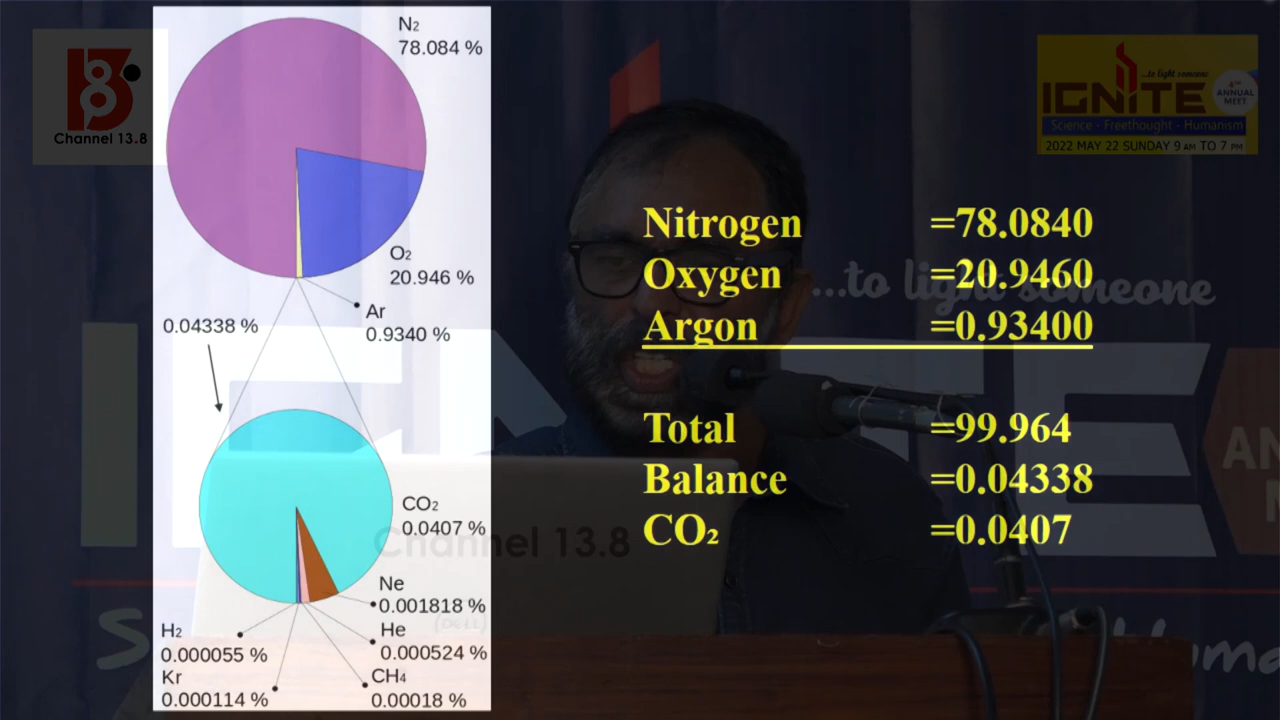 N₂
78.084 %
O₂
20.946 %
Ar
0.9340 %
0.04338 %
CO₂
0.0407 %
Ne
0.001818 %
He
0.000524 %
CH₄
0.00018 %
H₂
0.000055 %
Kr
0.000114 %
Nitrogen =78.0840
Oxygen =20.9460
Argon =0.93400
Total =99.964
Balance =0.04338
CO₂ =0.0407
Channel 13.8
...to light someone
IGNITE
4TH ANNUAL MEET
Science - Freethought - Humanism
2022 MAY 22 SUNDAY 9 AM TO 7 PM
...to light someone
Channel 13.8
DELL